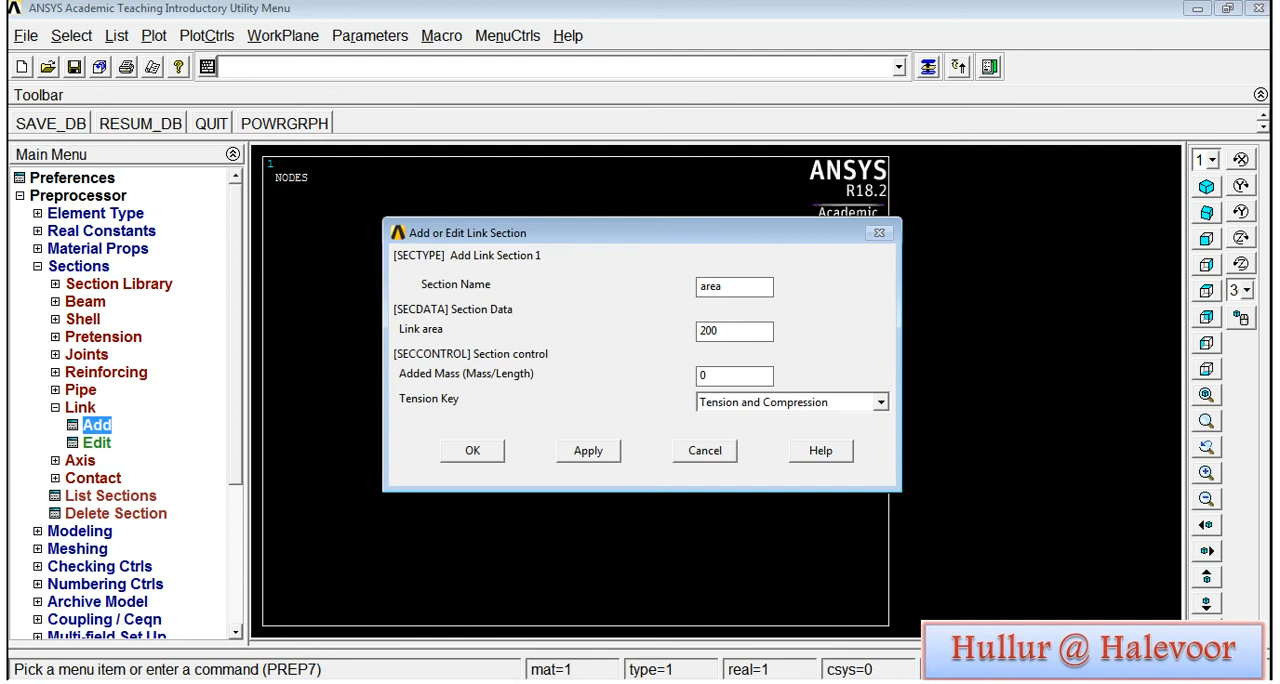 ANSYS Academic Teaching Introductory Utility Menu
File Select List Plot PlotCtrls WorkPlane Parameters Macro MenuCtrls Help
Toolbar
SAVE_DB RESUM_DB QUIT POWRGRPH
Main Menu
Preferences
Preprocessor
Element Type
Real Constants
Material Props
Sections
Section Library
Beam
Shell
Pretension
Joints
Reinforcing
Pipe
Link
Add
Edit
Axis
Contact
List Sections
Delete Section
Modeling
Meshing
Checking Ctrls
Numbering Ctrls
Archive Model
Coupling / Ceqn
Multi-field Set Up
1
NODES
ANSYS
R18.2
Academic
Add or Edit Link Section
[SECTYPE] Add Link Section 1
Section Name area
[SECDATA] Section Data
Link area 200
[SECCONTROL] Section control
Added Mass (Mass/Length) 0
Tension Key Tension and Compression
OK Apply Cancel Help
1
3
Hullur @ Halevoor
Pick a menu item or enter a command (PREP7) mat=1 type=1 real=1 csys=0